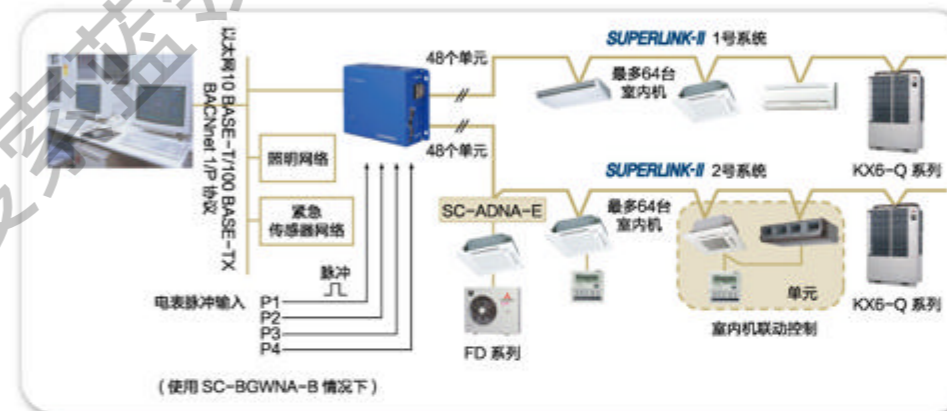 以太网10 BASE-T/100 BASE-TX
BACNnet 1/P 协议
照明网络
紧急
传感器网络
48个单元
48个单元
SUPERLINK-II 1号系统
最多64台
室内机
KX6-Q 系列
SUPERLINK-II 2号系统
SC-ADNA-E
最多64台
室内机
单元
室内机联动控制
KX6-Q 系列
FD 系列
脉冲
电表脉冲输入 P1
P2
P3
P4
(使用 SC-BGWNA-B 情况下)